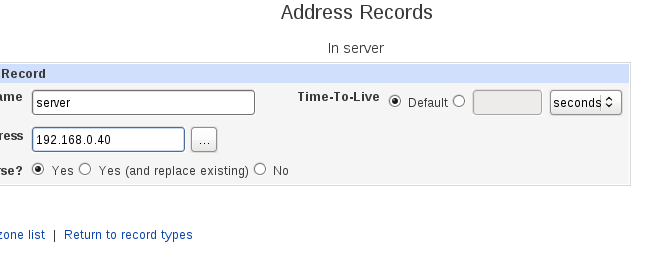 Address Records
In server
Record
ame server Time-To-Live Default seconds
ress 192.168.0.40 ...
rse? Yes Yes (and replace existing) No
zone list | Return to record types